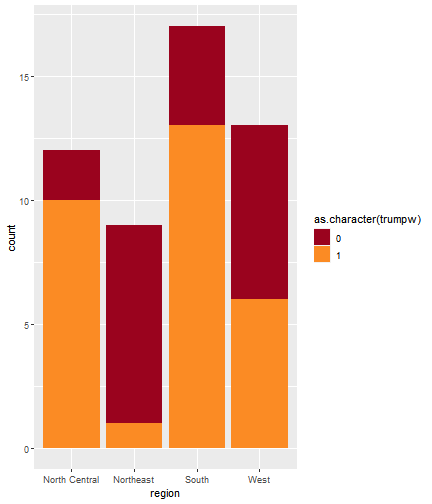 15
10
5
0
count
North Central
Northeast
South
West
region
as.character(trumpw)
0
1